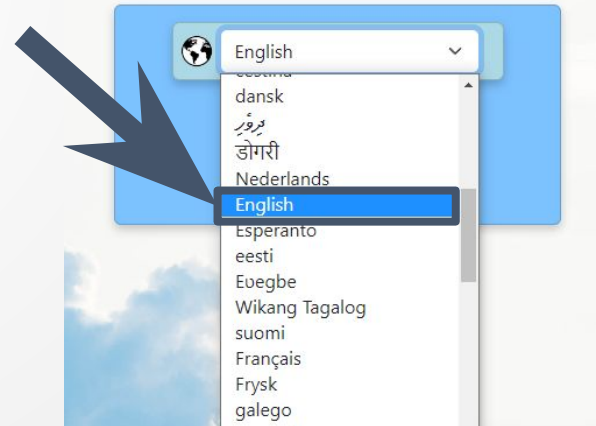 English
dansk
ދިވެހި
डोगरी
Nederlands
English
Esperanto
eesti
Eʋegbe
Wikang Tagalog
suomi
Français
Frysk
galego